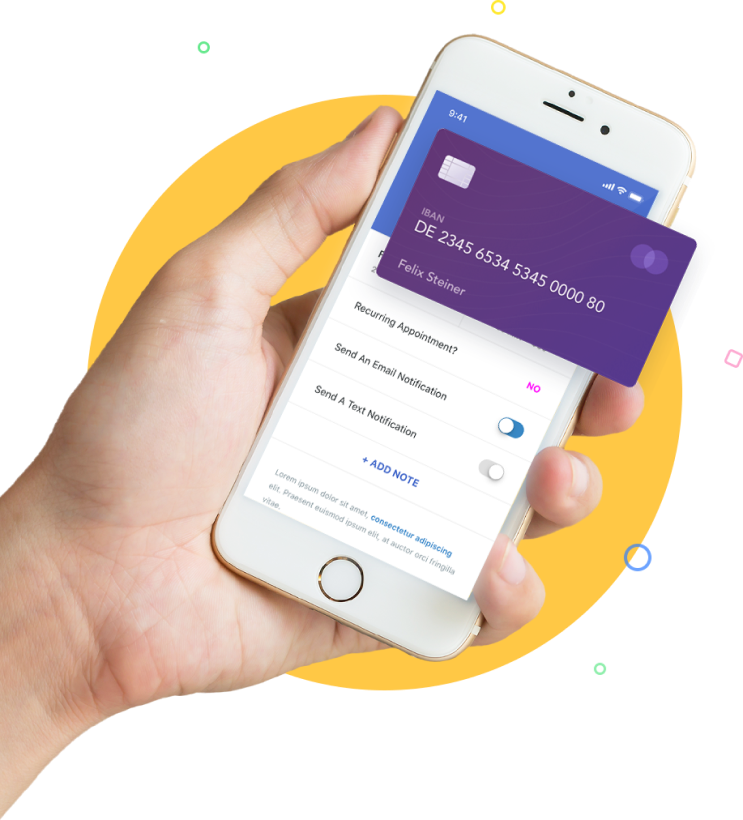 9:41
IBAN
DE 2345 6534 5345 0000 80
Felix Steiner
Recurring Appointment?
NO
Send An Email Notification
Send A Text Notification
+ ADD NOTE
Lorem ipsum dolor sit amet, consectetur adipiscing
elit. Praesent euismod ipsum elit, at auctor orci fringilla
vitae.